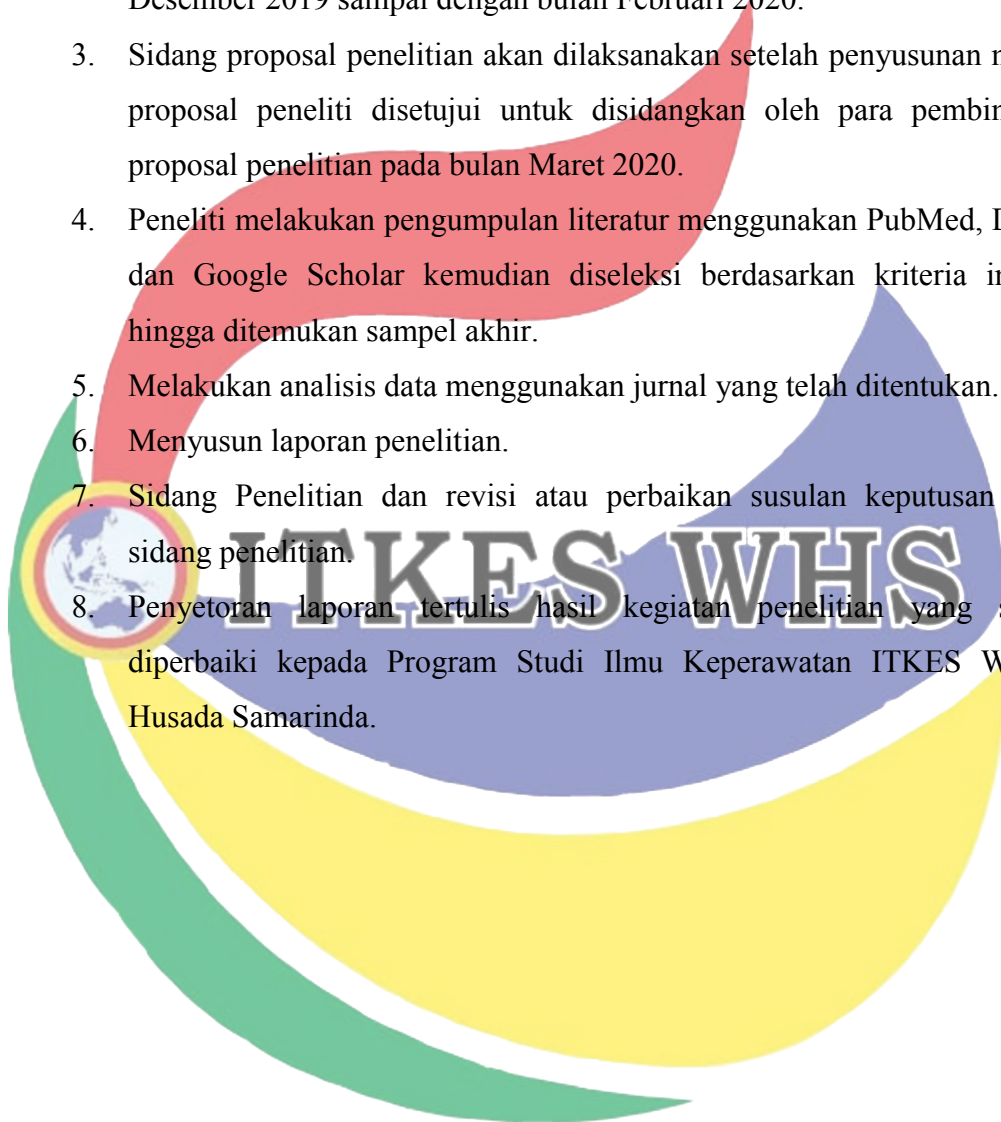 Desember 2019 sampai dengan bulan Februari 2020.
3. Sidang proposal penelitian akan dilaksanakan setelah penyusunan
proposal peneliti disetujui untuk disidangkan oleh para
proposal penelitian pada bulan Maret 2020.
4. Peneliti melakukan pengumpulan literatur menggunakan PubMed,
dan Google Scholar kemudian diseleksi berdasarkan kriteria
hingga ditemukan sampel akhir.
5. Melakukan analisis data menggunakan jurnal yang telah ditentukan.
6. Menyusun laporan penelitian.
7. Sidang Penelitian dan revisi atau perbaikan susulan keputusan
sidang penelitian.
ITKES WHS
8. Penyetoran laporan tertulis hasil kegiatan penelitian yang
diperbaiki kepada Program Studi Ilmu Keperawatan ITKES
Husada Samarinda.